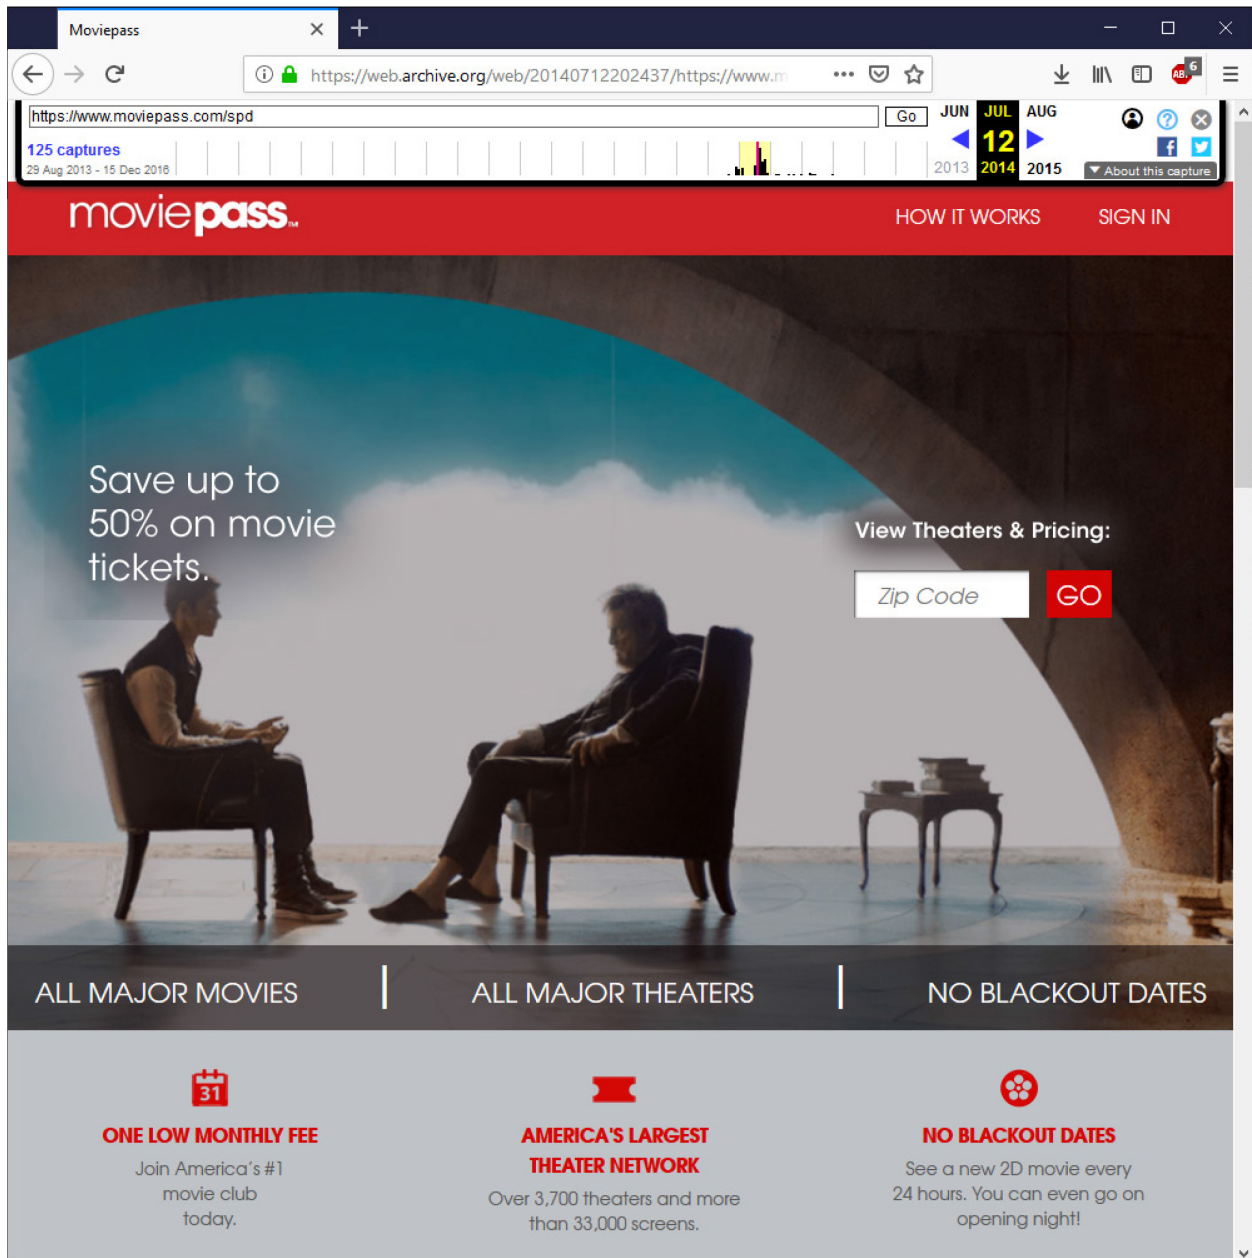 Moviepass
https://web.archive.org/web/20140712202437/https://www.m
6
https://www.moviepass.com/spd
Go
JUN JUL AUG
125 captures
12
29 Aug 2013 - 15 Dec 2016
2013 2014 2015
About this capture
moviepass™
HOW IT WORKS
SIGN IN
Save up to
50% on movie
tickets.
View Theaters & Pricing:
Zip Code
GO
ALL MAJOR MOVIES
ALL MAJOR THEATERS
NO BLACKOUT DATES
31
ONE LOW MONTHLY FEE
Join America's #1
movie club
today.
AMERICA'S LARGEST
THEATER NETWORK
Over 3,700 theaters and more
than 33,000 screens.
NO BLACKOUT DATES
See a new 2D movie every
24 hours. You can even go on
opening night!